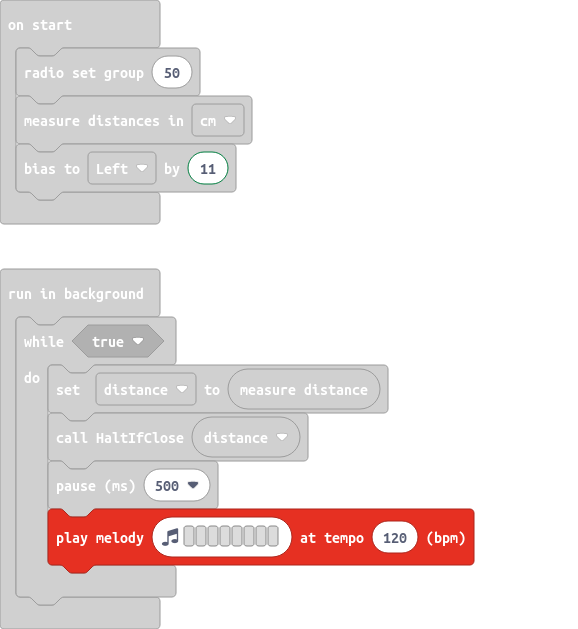 on start
radio set group 50
measure distances in cm
bias to Left by 11
run in background
while true
do
set distance to measure distance
call HaltIfClose distance
pause (ms) 500
play melody at tempo 120 (bpm)